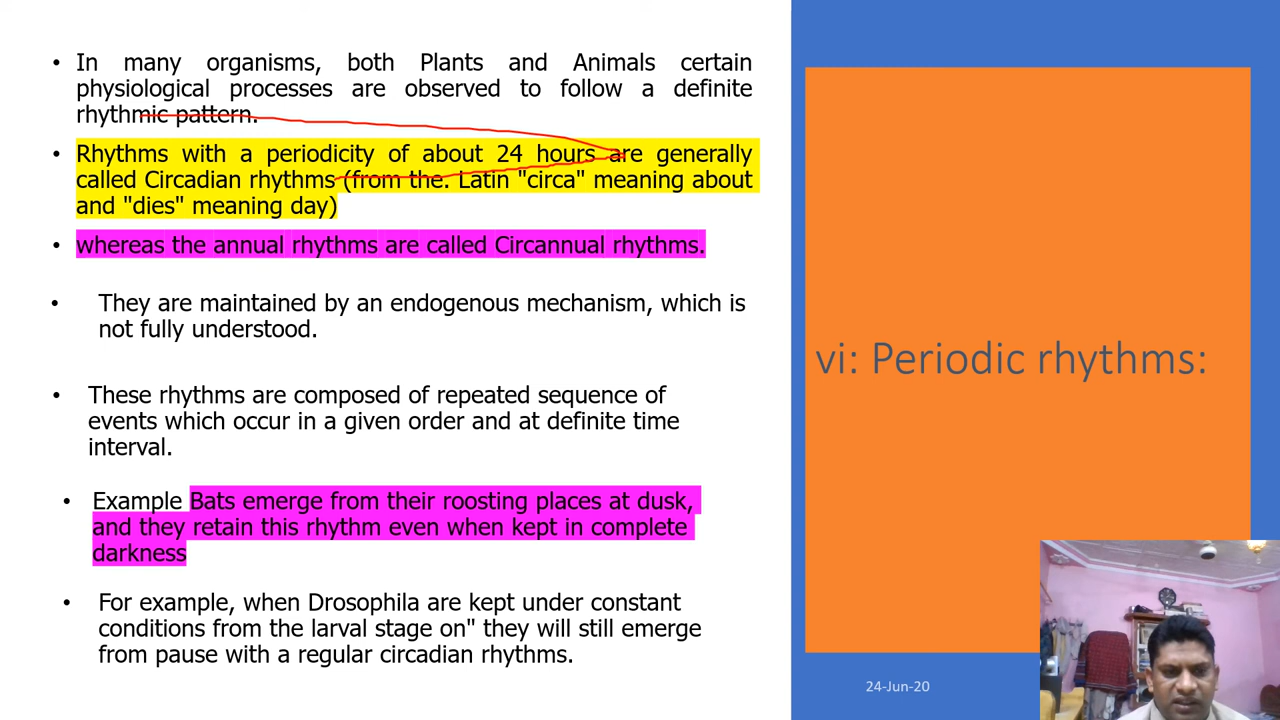 • In many organisms, both Plants and Animals certain
physiological processes are observed to follow a definite
rhythmic pattern.
• Rhythms with a periodicity of about 24 hours are generally
called Circadian rhythms (from the. Latin "circa" meaning about
and "dies" meaning day)
• whereas the annual rhythms are called Circannual rhythms.
• They are maintained by an endogenous mechanism, which is
not fully understood.
• These rhythms are composed of repeated sequence of
events which occur in a given order and at definite time
interval.
• Example Bats emerge from their roosting places at dusk,
and they retain this rhythm even when kept in complete
darkness
• For example, when Drosophila are kept under constant
conditions from the larval stage on" they will still emerge
from pause with a regular circadian rhythms.
vi: Periodic rhythms:
24-Jun-20